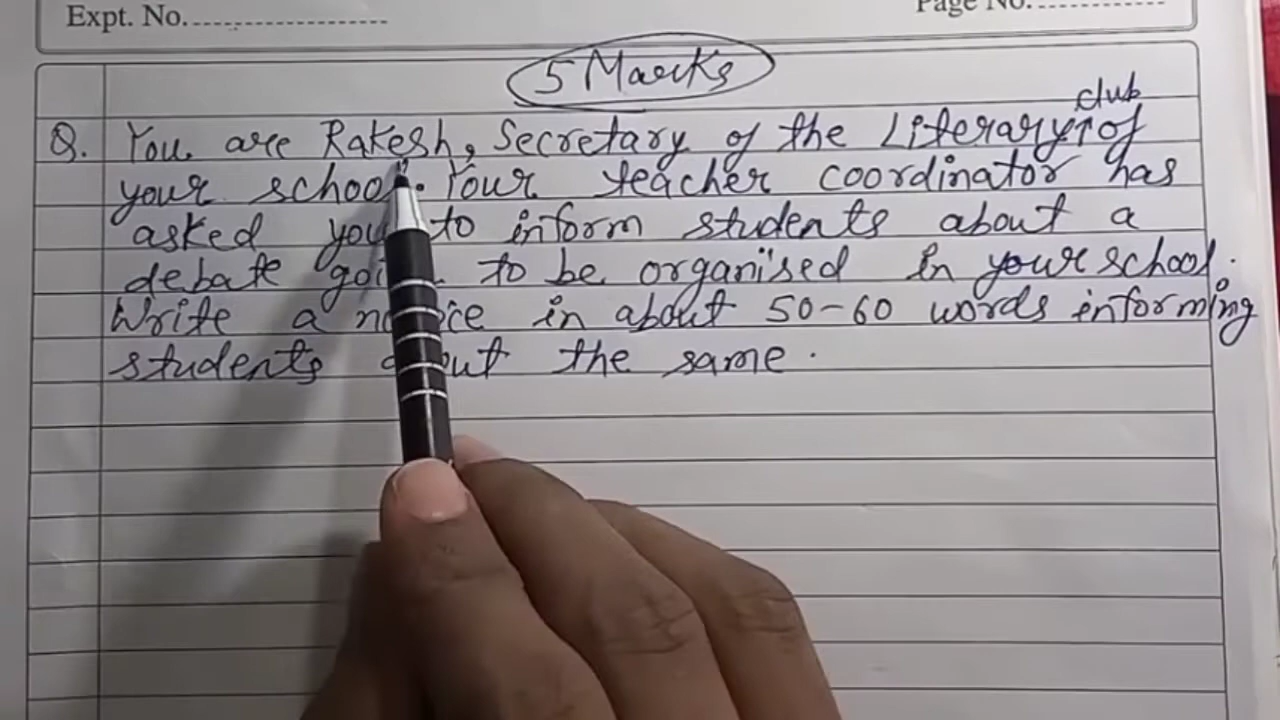 Expt. No.
Page No.
5 Marks
club
Q. You are Rakesh, Secretary of the Literary↑of
your school. Your teacher coordinator has
asked you to inform students about a
debate to be organised in your school.
Write a in about 50-60 words informing
students the same.